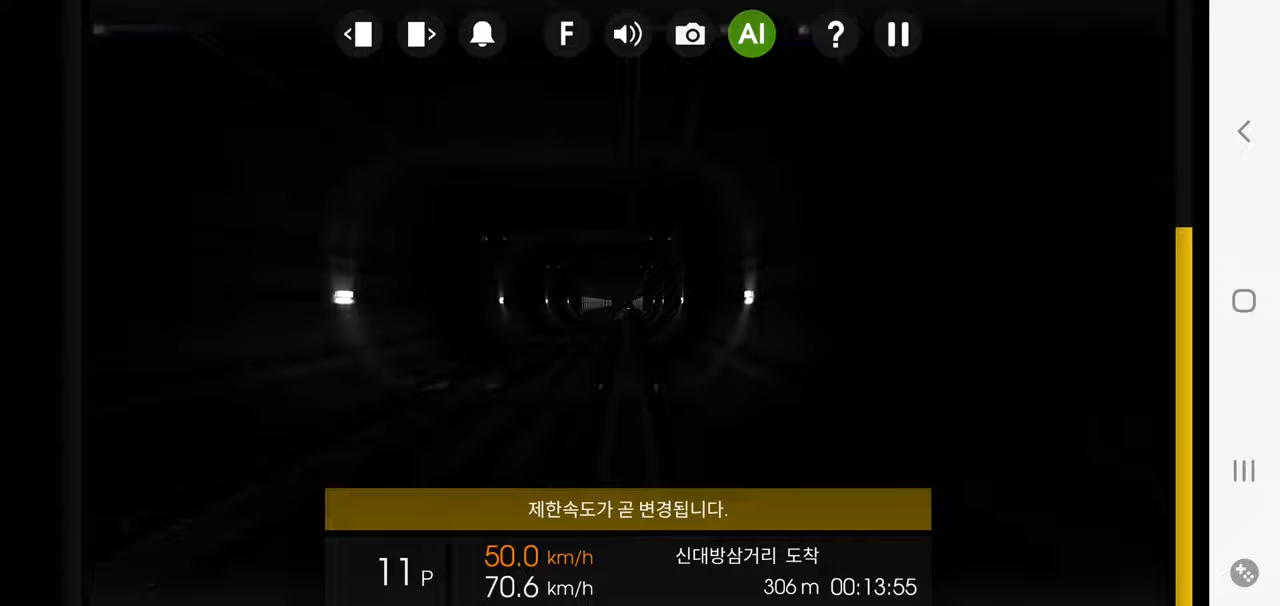 F AI ?
제한속도가 곧 변경됩니다.
11 P
50.0 km/h
70.6 km/h
신대방삼거리 도착
306 m 00:13:55